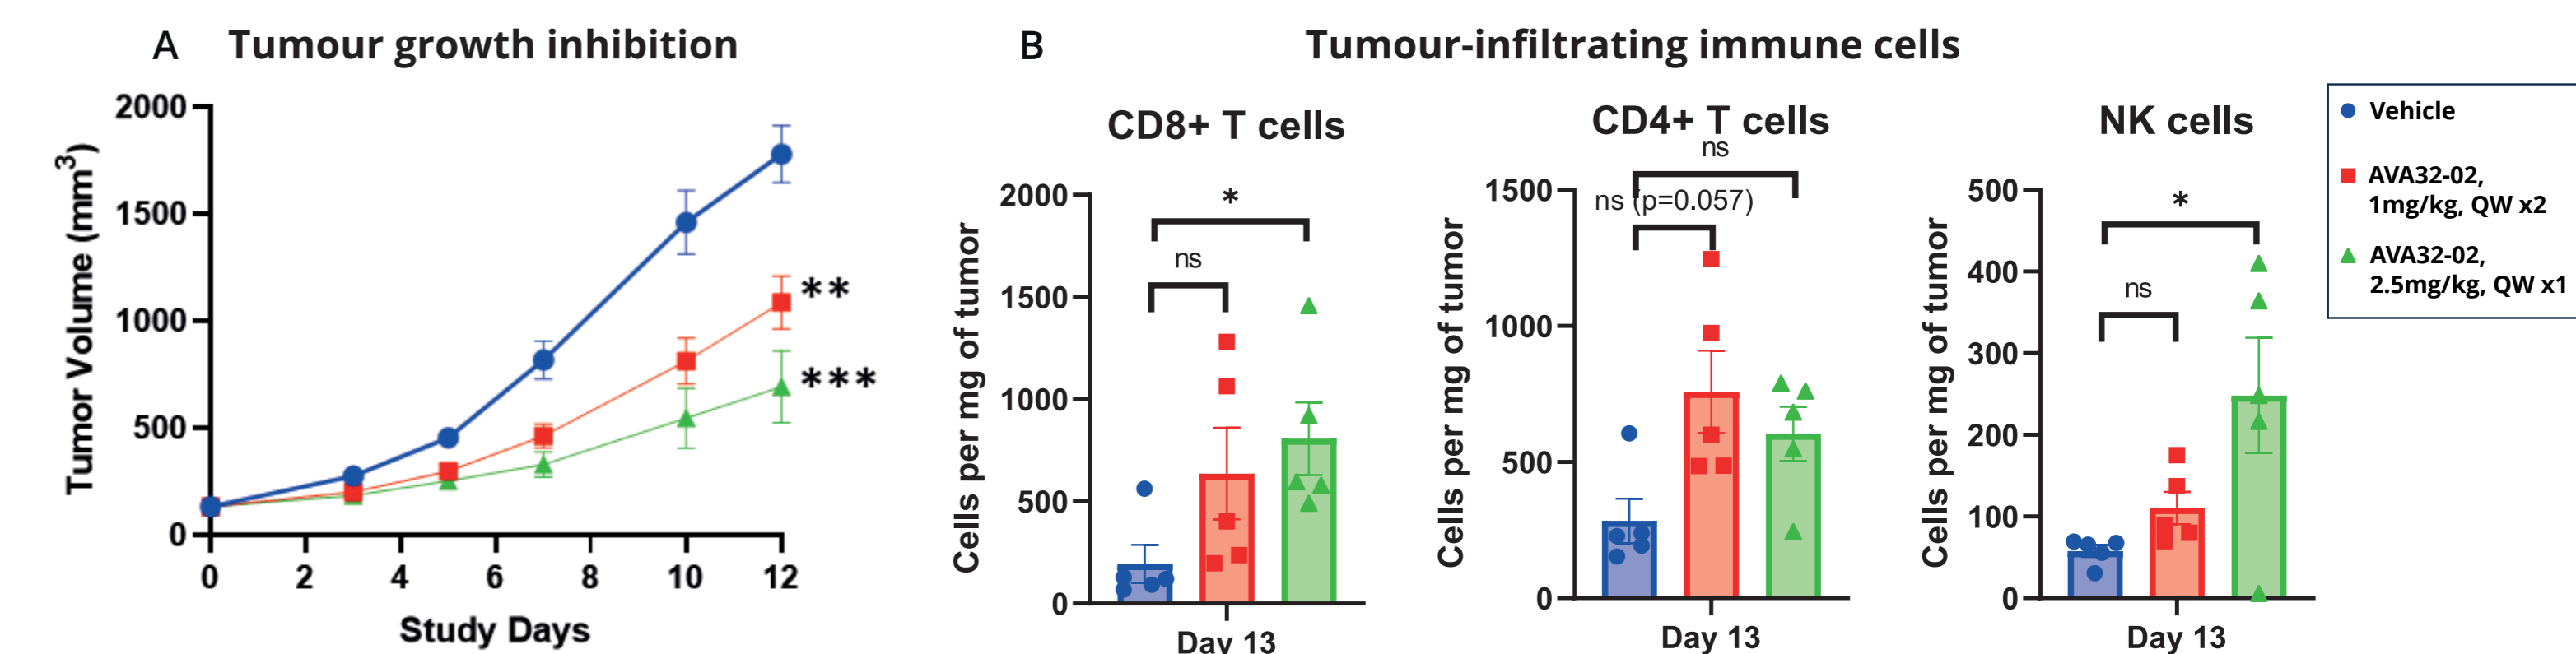 A
Tumour growth inhibition
Tumor Volume (mm³)
2000
1500
1000
500
0
**
***
0 2 4 6 8 10 12
Study Days
B
Tumour-infiltrating immune cells
CD8+ T cells
Cells per mg of tumor
2000
1500
1000
500
0
*
ns
Day 13
CD4+ T cells
Cells per mg of tumor
1500
1000
500
0
ns
ns (p=0.057)
Day 13
NK cells
Cells per mg of tumor
500
400
300
200
100
0
*
ns
Day 13
Vehicle
AVA32-02,
1mg/kg, QW x2
AVA32-02,
2.5mg/kg, QW x1